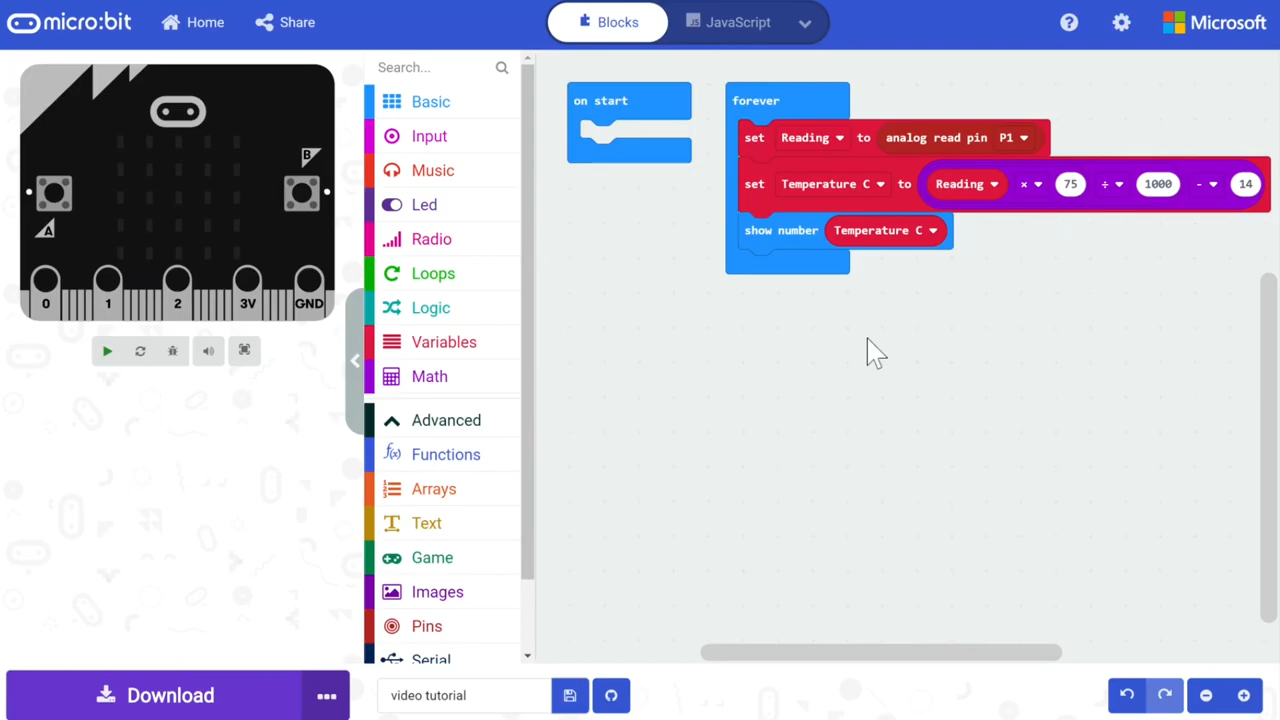 micro:bit
Home
Share
Blocks
JS JavaScript
?
Microsoft
A
B
0 1 2 3V GND
Search...
Basic
Input
Music
Led
Radio
Loops
Logic
Variables
Math
Advanced
f(x) Functions
Arrays
Text
Game
Images
Pins
Serial
on start
forever
set Reading to analog read pin P1
set Temperature C to Reading × 75 ÷ 1000 - 14
show number Temperature C
Download
...
video tutorial